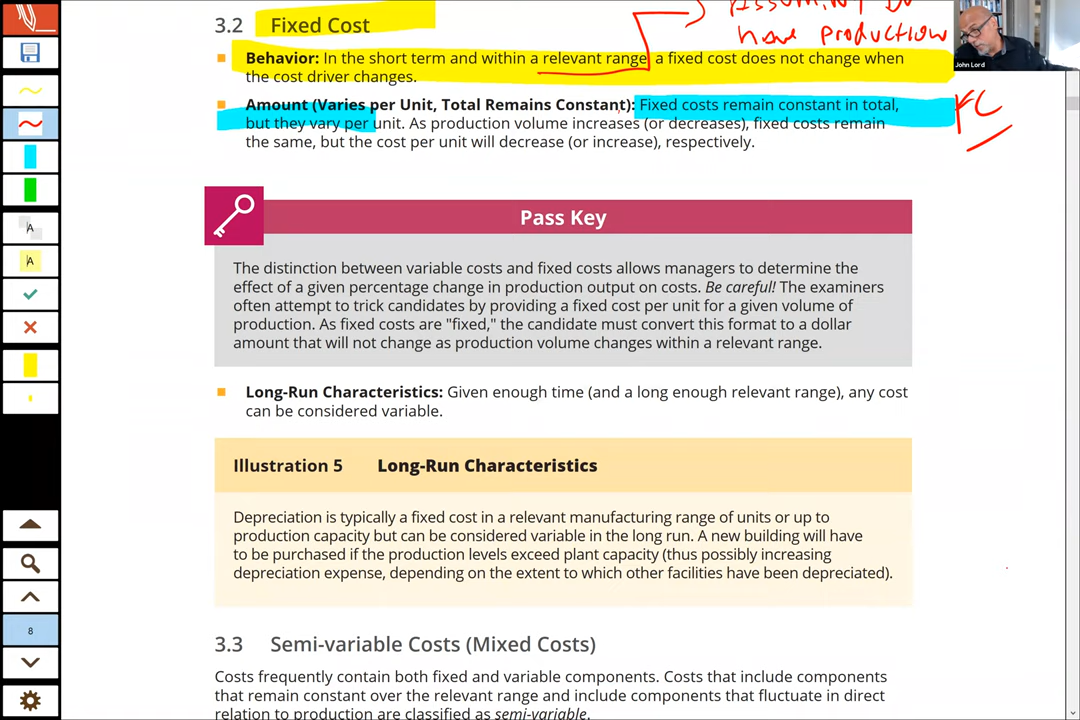 Assuming
3.2 Fixed Cost
have production
Behavior: In the short term and within a relevant range, a fixed cost does not change when
the cost driver changes.
John Lord
Amount (Varies per Unit, Total Remains Constant): Fixed costs remain constant in total,
but they vary per unit. As production volume increases (or decreases), fixed costs remain
the same, but the cost per unit will decrease (or increase), respectively.
FC
Pass Key
The distinction between variable costs and fixed costs allows managers to determine the
effect of a given percentage change in production output on costs. Be careful! The examiners
often attempt to trick candidates by providing a fixed cost per unit for a given volume of
production. As fixed costs are "fixed," the candidate must convert this format to a dollar
amount that will not change as production volume changes within a relevant range.
Long-Run Characteristics: Given enough time (and a long enough relevant range), any cost
can be considered variable.
Illustration 5 Long-Run Characteristics
Depreciation is typically a fixed cost in a relevant manufacturing range of units or up to
production capacity but can be considered variable in the long run. A new building will have
to be purchased if the production levels exceed plant capacity (thus possibly increasing
depreciation expense, depending on the extent to which other facilities have been depreciated).
3.3 Semi-variable Costs (Mixed Costs)
Costs frequently contain both fixed and variable components. Costs that include components
that remain constant over the relevant range and include components that fluctuate in direct
relation to production are classified as semi-variable.
A
A
8